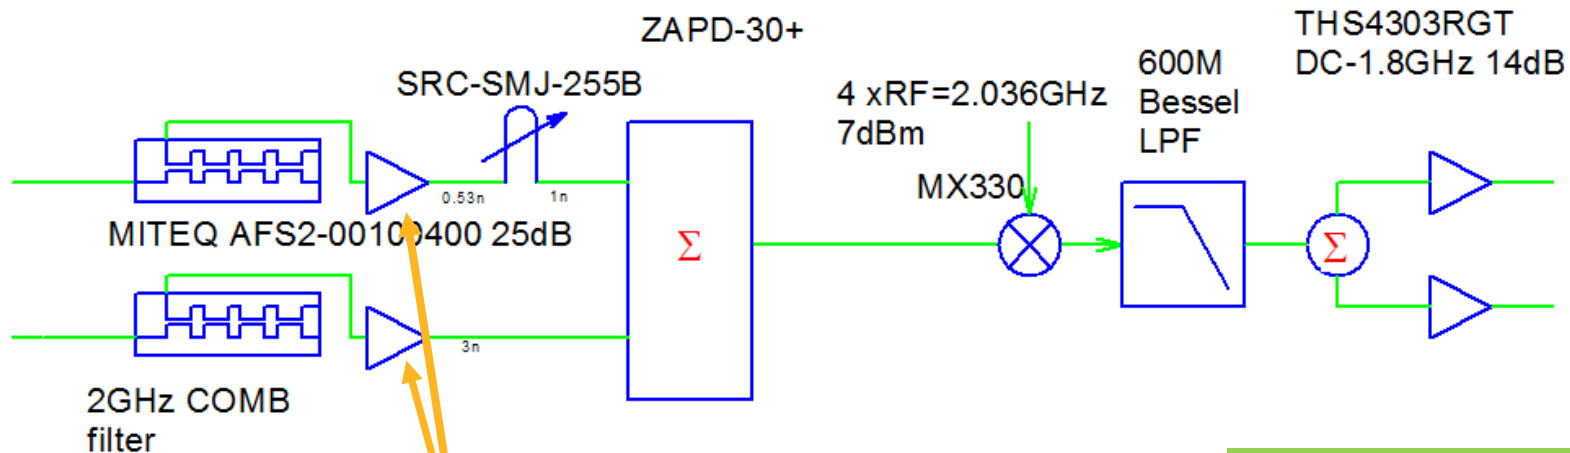 ZAPD-30+
THS4303RGT
DC-1.8GHz 14dB
600M
Bessel
LPF
SRC-SMJ-255B
4 xRF=2.036GHz
7dBm
MX330
0.53n
1n
MITEQ AFS2-00100400 25dB
Σ
Σ
3n
2GHz COMB
filter